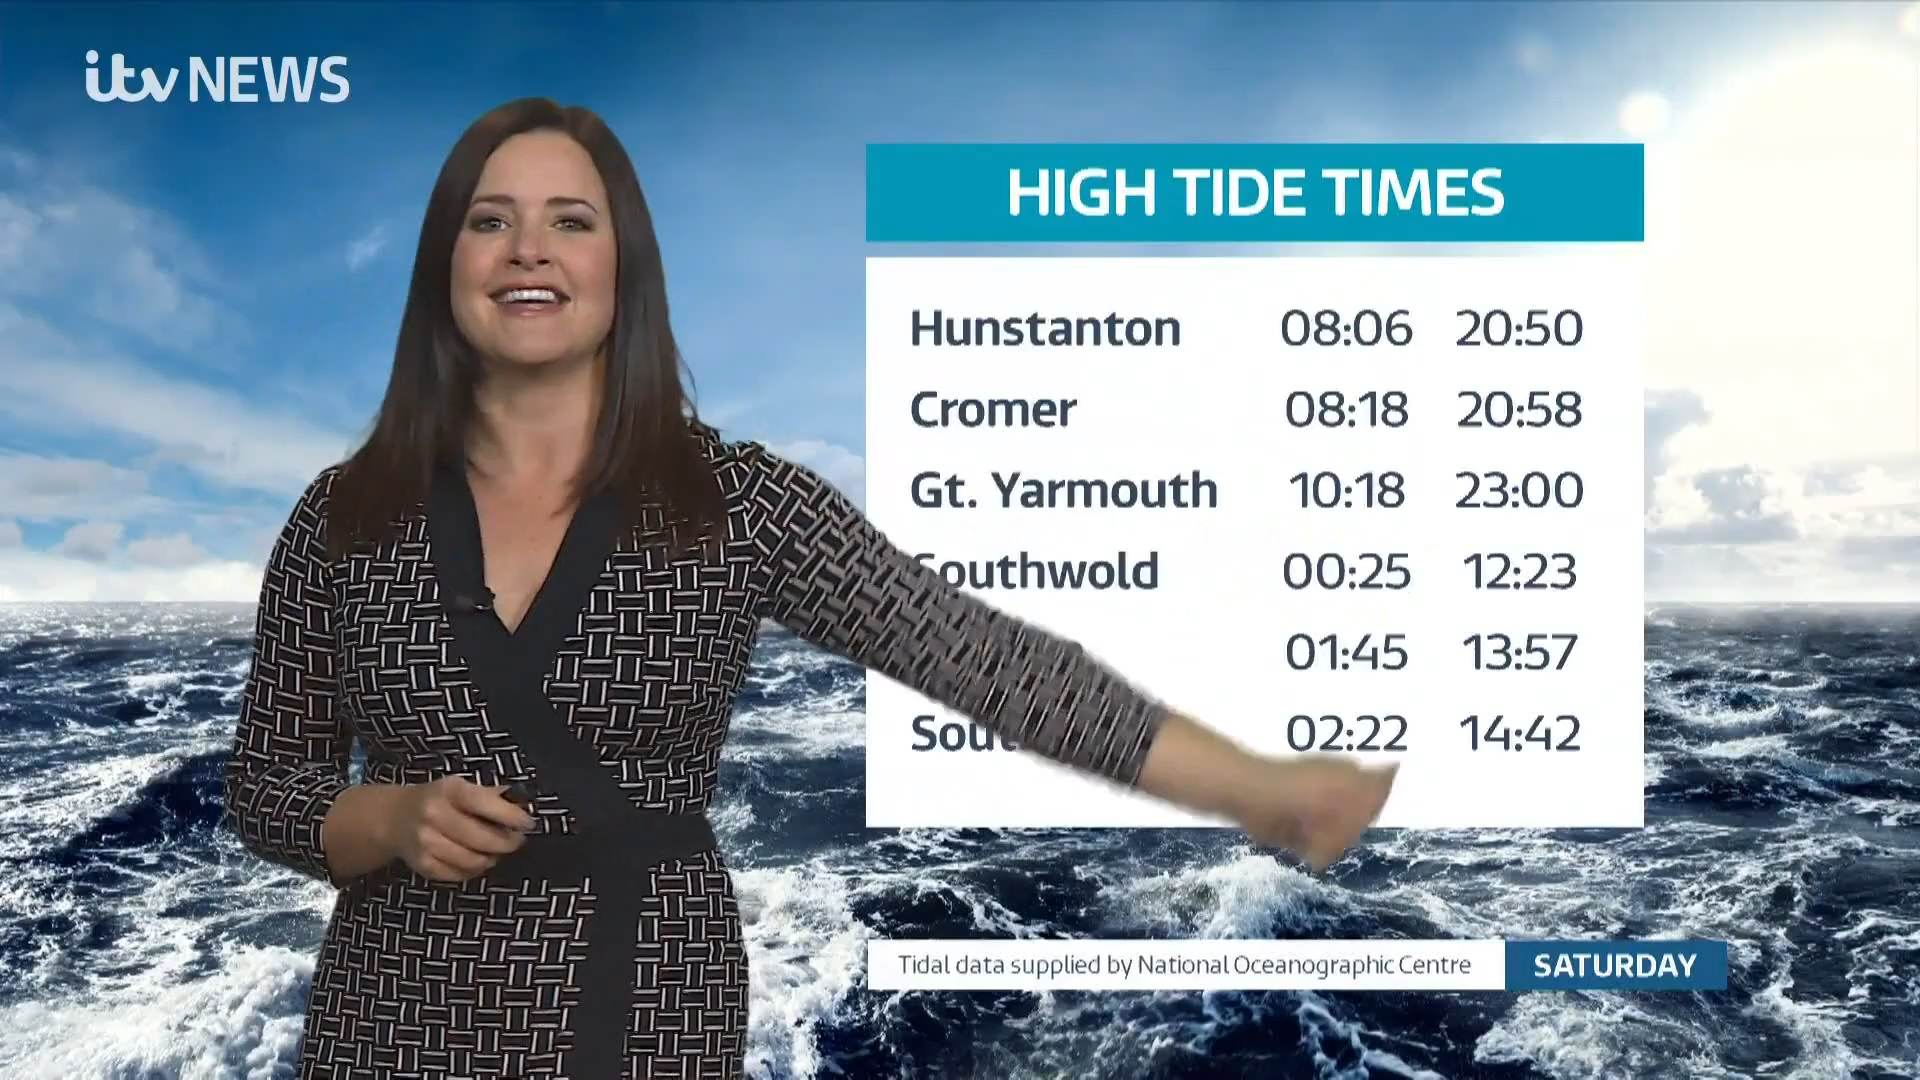 itv NEWS
HIGH TIDE TIMES
Hunstanton 08:06 20:50
Cromer 08:18 20:58
Gt. Yarmouth 10:18 23:00
Southwold 00:25 12:23
01:45 13:57
02:22 14:42
Tidal data supplied by National Oceanographic Centre SATURDAY